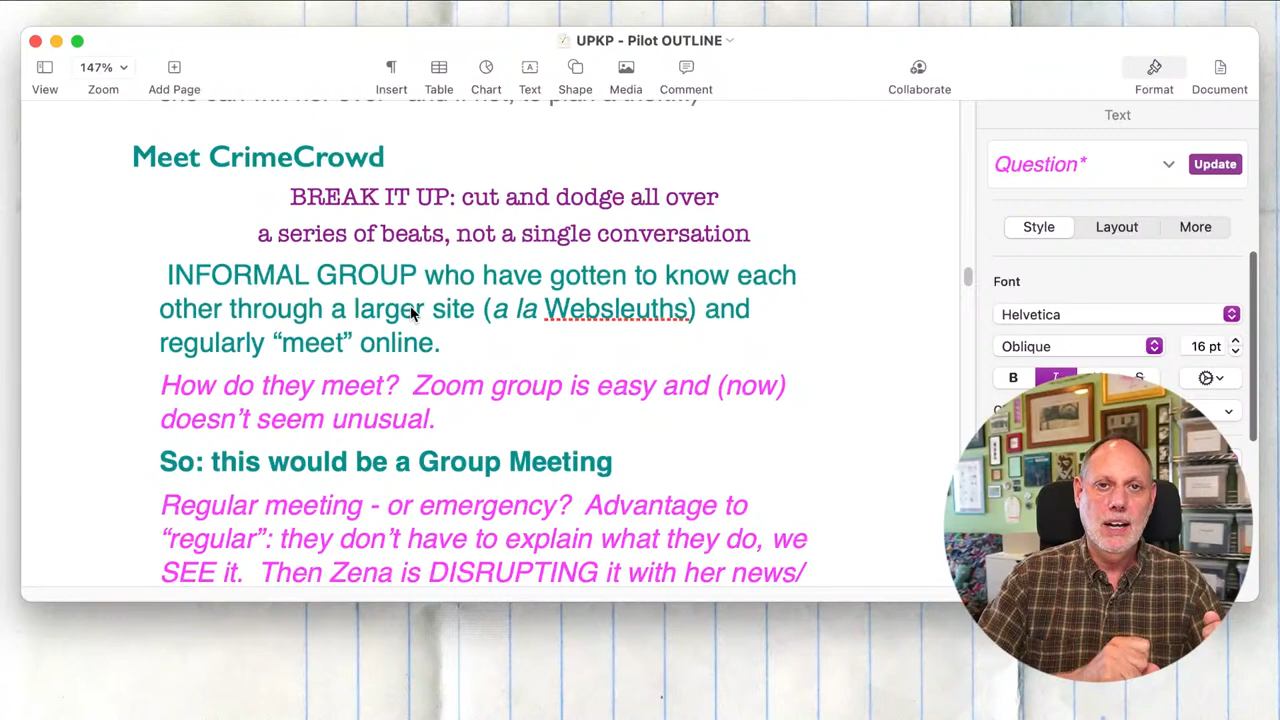 UPKP - Pilot OUTLINE
147%
View
Zoom
Add Page
Insert
Table
Chart
Text
Shape
Media
Comment
Collaborate
Format
Document
Meet CrimeCrowd
BREAK IT UP: cut and dodge all over
a series of beats, not a single conversation
INFORMAL GROUP who have gotten to know each
other through a larger site (a la Websleuths) and
regularly “meet” online.
How do they meet?  Zoom group is easy and (now)
doesn’t seem unusual.
So: this would be a Group Meeting
Regular meeting - or emergency?  Advantage to
“regular”: they don’t have to explain what they do, we
SEE it.  Then Zena is DISRUPTING it with her news/
Text
Question*
Update
Style
Layout
More
Font
Helvetica
Oblique
16 pt
B